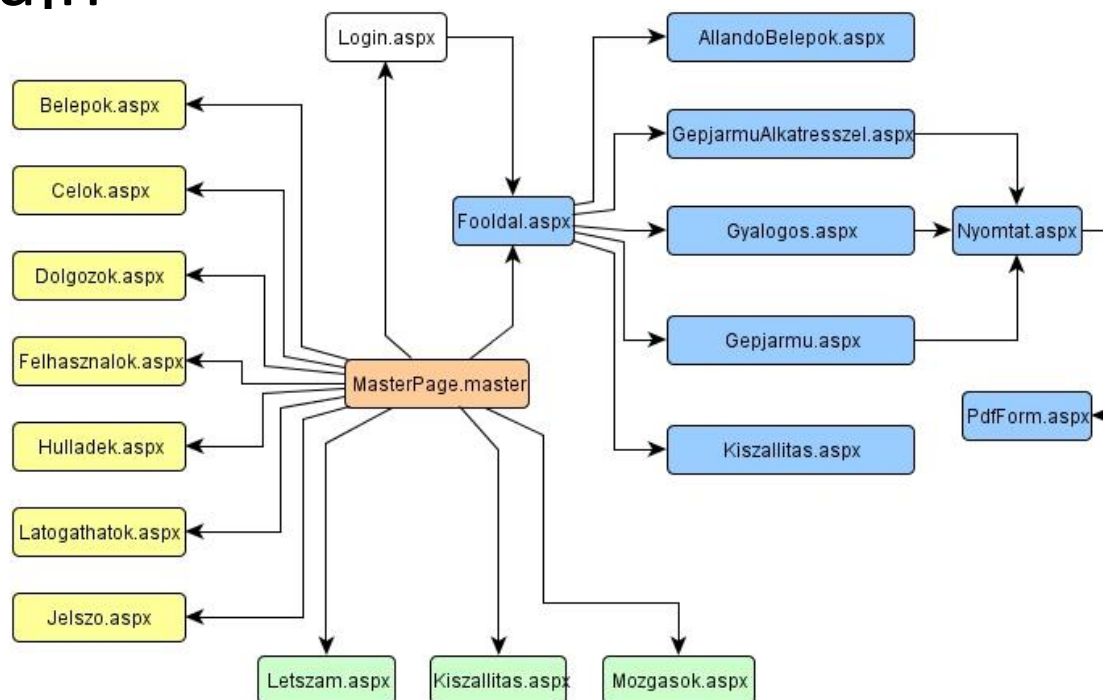 Login.aspx
AllandoBelepok.aspx
Belepok.aspx
GepjarmuAlkatresszel.aspx
Celok.aspx
Fooldal.aspx
Gyalogos.aspx
Nyomtat.aspx
Dolgozok.aspx
Gepjarmu.aspx
Felhasznalok.aspx
MasterPage.master
PdfForm.aspx
Hulladek.aspx
Kiszallitas.aspx
Latogathatok.aspx
Jelszo.aspx
Letszam.aspx
Kiszallitas.aspx
Mozgasok.aspx